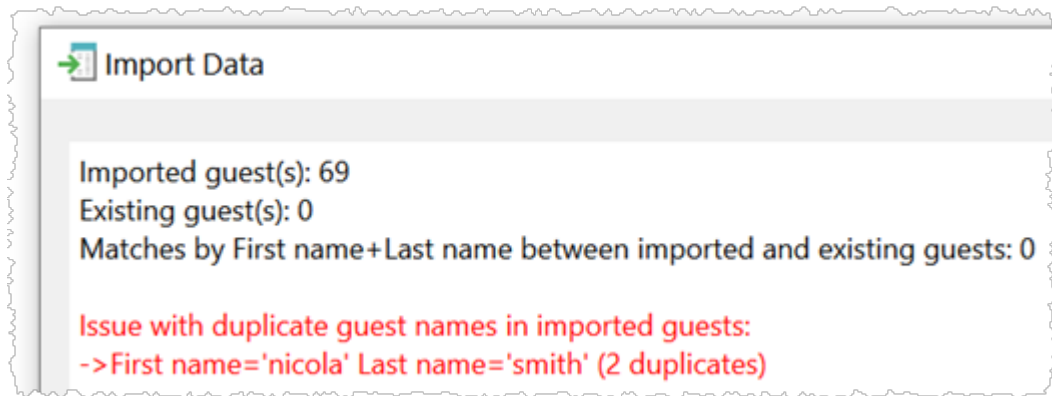 Import Data
Imported guest(s): 69
Existing guest(s): 0
Matches by First name+Last name between imported and existing guests: 0
Issue with duplicate guest names in imported guests:
->First name='nicola' Last name='smith' (2 duplicates)